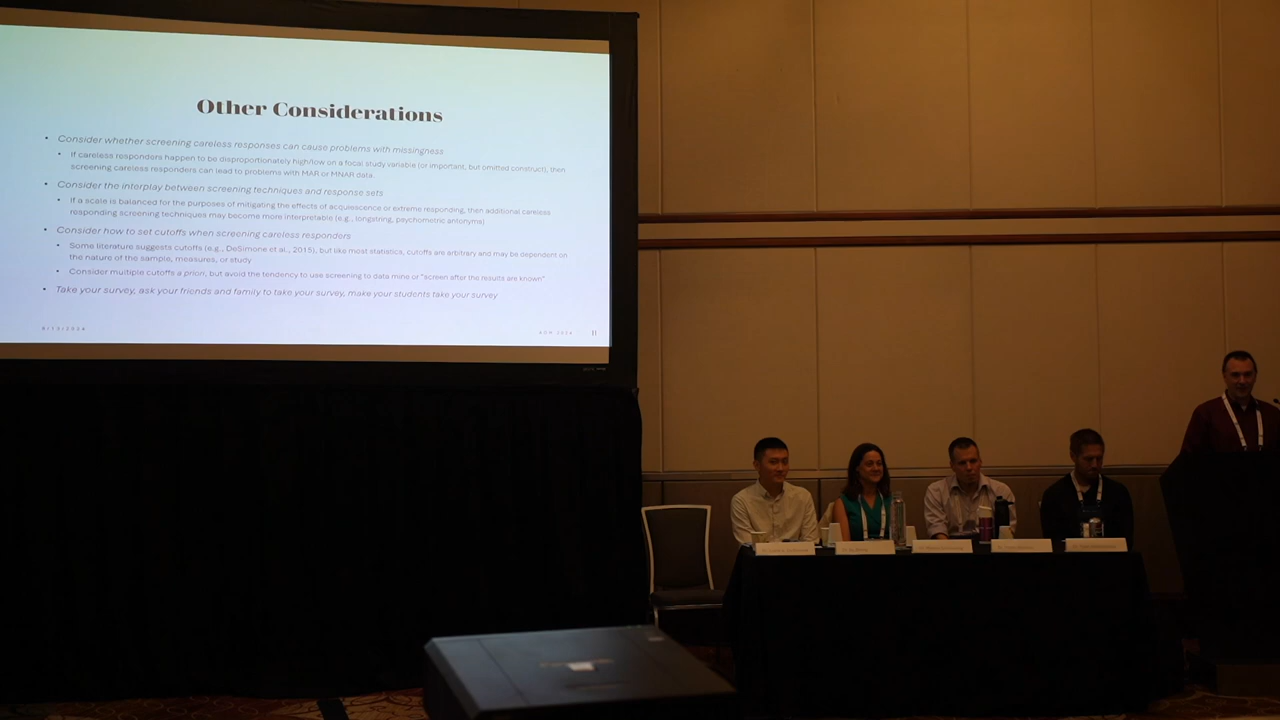 Other Considerations
• Consider whether screening careless responses can cause problems with missingness
• If careless responders happen to be disproportionately high/low on a focal study variable (or important, but omitted construct), then
screening careless responders can lead to problems with MAR or MNAR data.
• Consider the interplay between screening techniques and response sets
• If a scale is balanced for the purposes of mitigating the effects of acquiescence or extreme responding, then additional careless
responding screening techniques may become more interpretable (e.g., longstring, psychometric antonyms)
• Consider how to set cutoffs when screening careless responders
• Some literature suggests cutoffs (e.g., DeSimone et al., 2015), but like most statistics, cutoffs are arbitrary and may be dependent on
the nature of the sample, measures, or study
• Consider multiple cutoffs a priori, but avoid the tendency to use screening to data mine or "screen after the results are known"
• Take your survey, ask your friends and family to take your survey, make your students take your survey
11